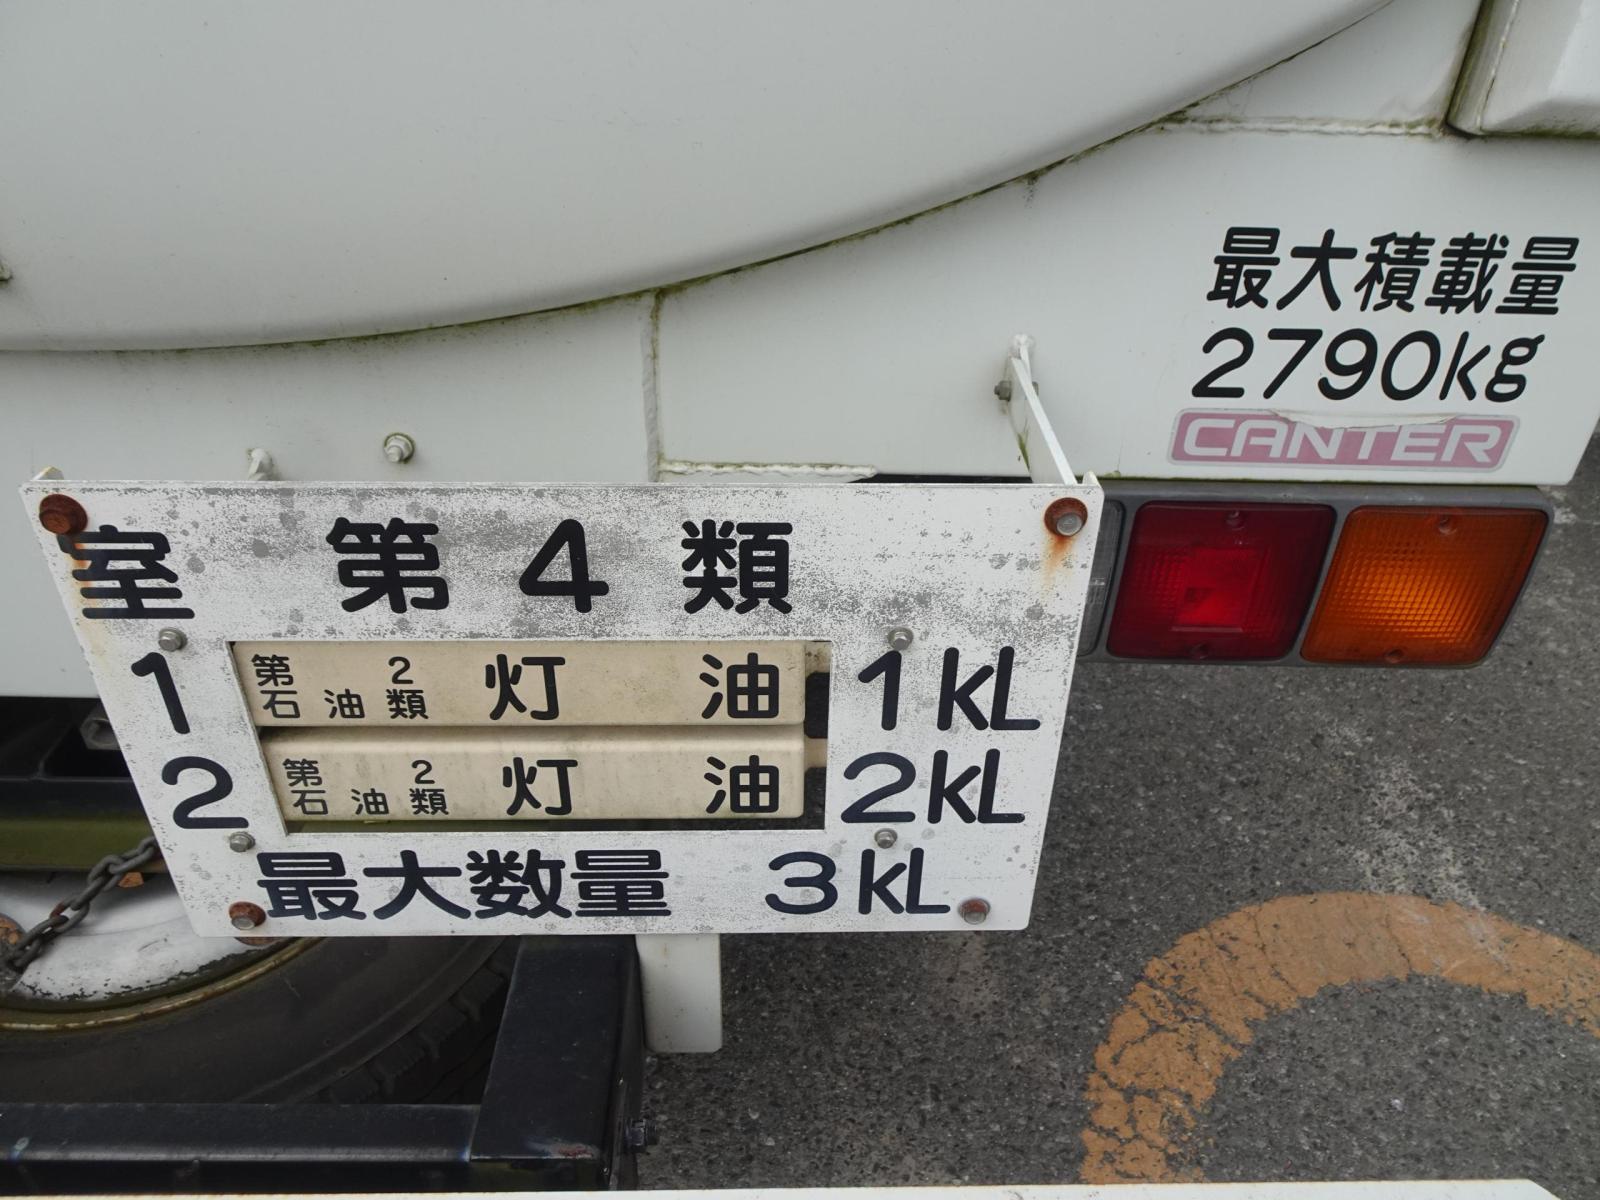 最大積載量
2790kg
CANTER
室 第4類
1 第2石油類 灯油 1kL
2 第2石油類 灯油 2kL
最大数量 3kL